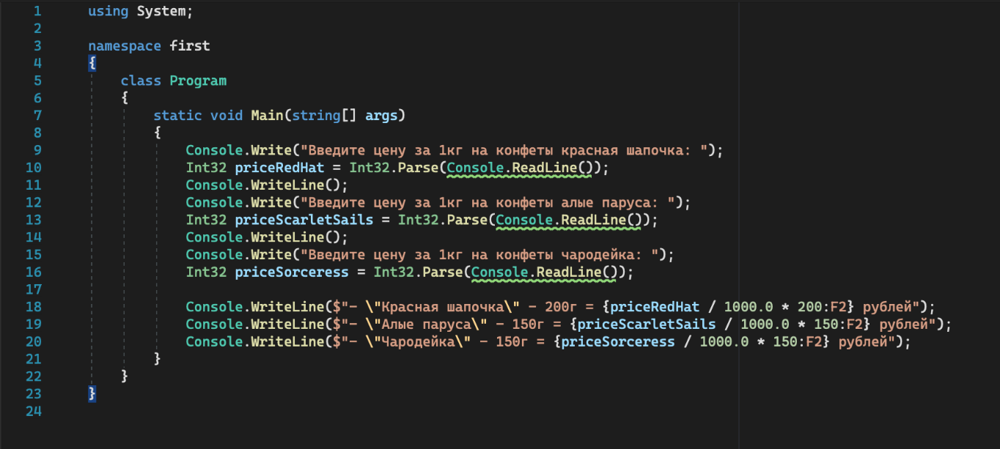 1 using System;
2
3 namespace first
4 {
5 class Program
6 {
7 static void Main(string[] args)
8 {
9 Console.Write("Введите цену за 1кг на конфеты красная шапочка: ");
10 Int32 priceRedHat = Int32.Parse(Console.ReadLine());
11 Console.WriteLine();
12 Console.Write("Введите цену за 1кг на конфеты алые паруса: ");
13 Int32 priceScarletSails = Int32.Parse(Console.ReadLine());
14 Console.WriteLine();
15 Console.Write("Введите цену за 1кг на конфеты чародейка: ");
16 Int32 priceSorceress = Int32.Parse(Console.ReadLine());
17
18 Console.WriteLine($"- \"Красная шапочка\" - 200г = {priceRedHat / 1000.0 * 200:F2} рублей");
19 Console.WriteLine($"- \"Алые паруса\" - 150г = {priceScarletSails / 1000.0 * 150:F2} рублей");
20 Console.WriteLine($"- \"Чародейка\" - 150г = {priceSorceress / 1000.0 * 150:F2} рублей");
21 }
22 }
23 }
24